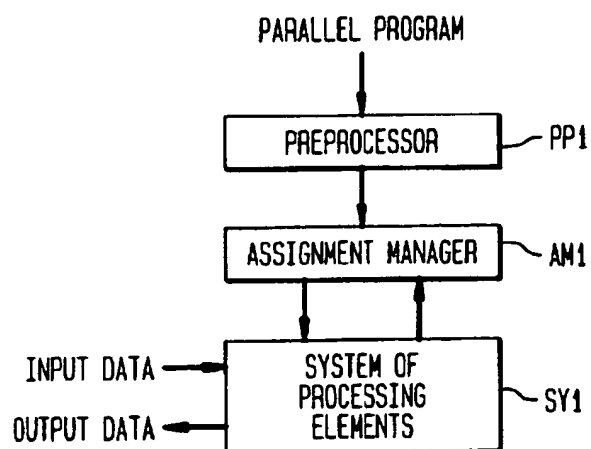 PARALLEL PROGRAM
PREPROCESSOR
PP1
ASSIGNMENT MANAGER
AM1
INPUT DATA
OUTPUT DATA
SYSTEM OF
PROCESSING
ELEMENTS
SY1